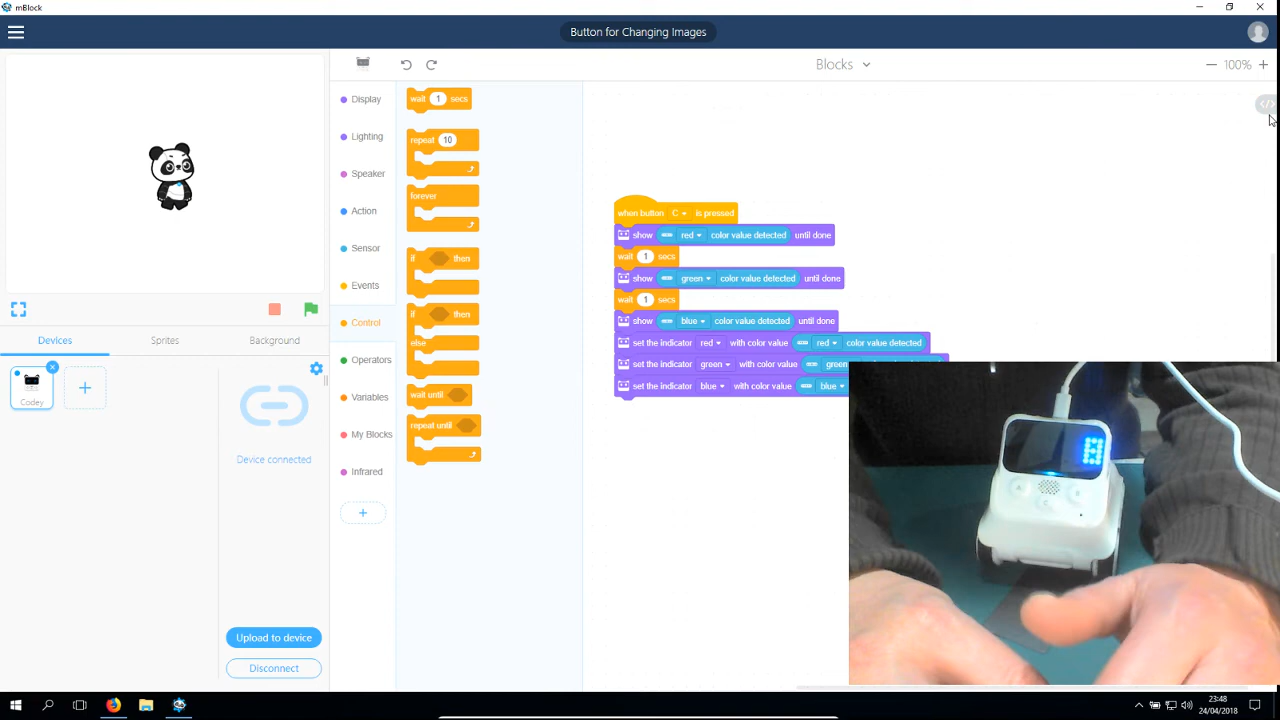 mBlock
Button for Changing Images
Blocks
100%
Display
Lighting
Speaker
Action
Sensor
Events
Control
Operators
Variables
My Blocks
Infrared
wait 1 secs
repeat 10
forever
if then
if then
else
wait until
repeat until
when button C is pressed
show red color value detected until done
wait 1 secs
show green color value detected until done
wait 1 secs
show blue color value detected until done
set the indicator red with color value red color value detected
set the indicator green with color value green
set the indicator blue with color value blue
Devices
Sprites
Background
Codey
Device connected
Upload to device
Disconnect
23:48
24/04/2018